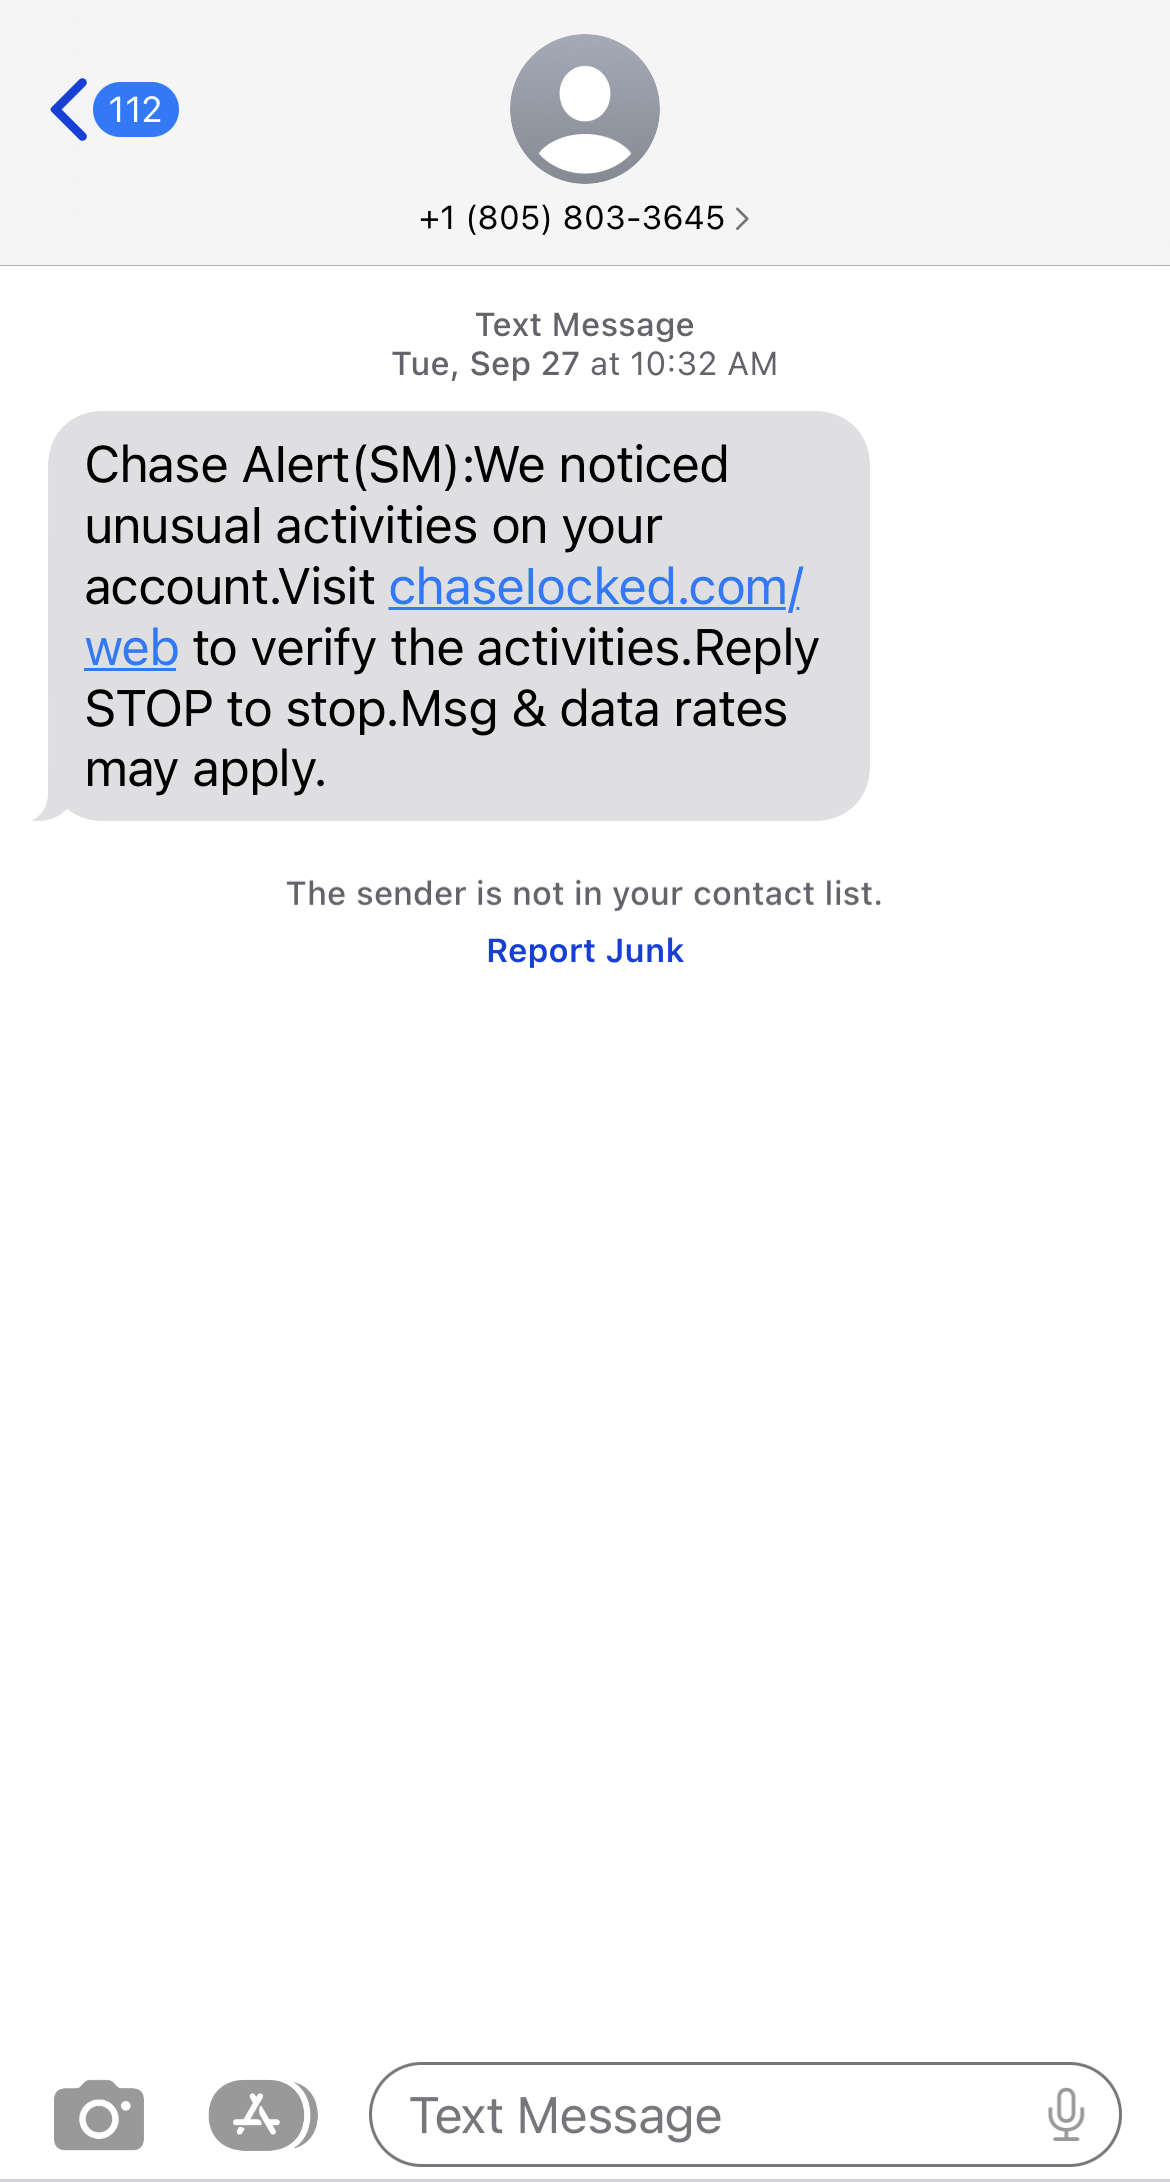 112
+1 (805) 803-3645
Text Message
Tue, Sep 27 at 10:32 AM
Chase Alert(SM):We noticed
unusual activities on your
account.Visit chaselocked.com/
web to verify the activities.Reply
STOP to stop.Msg & data rates
may apply.
The sender is not in your contact list.
Report Junk
Text Message